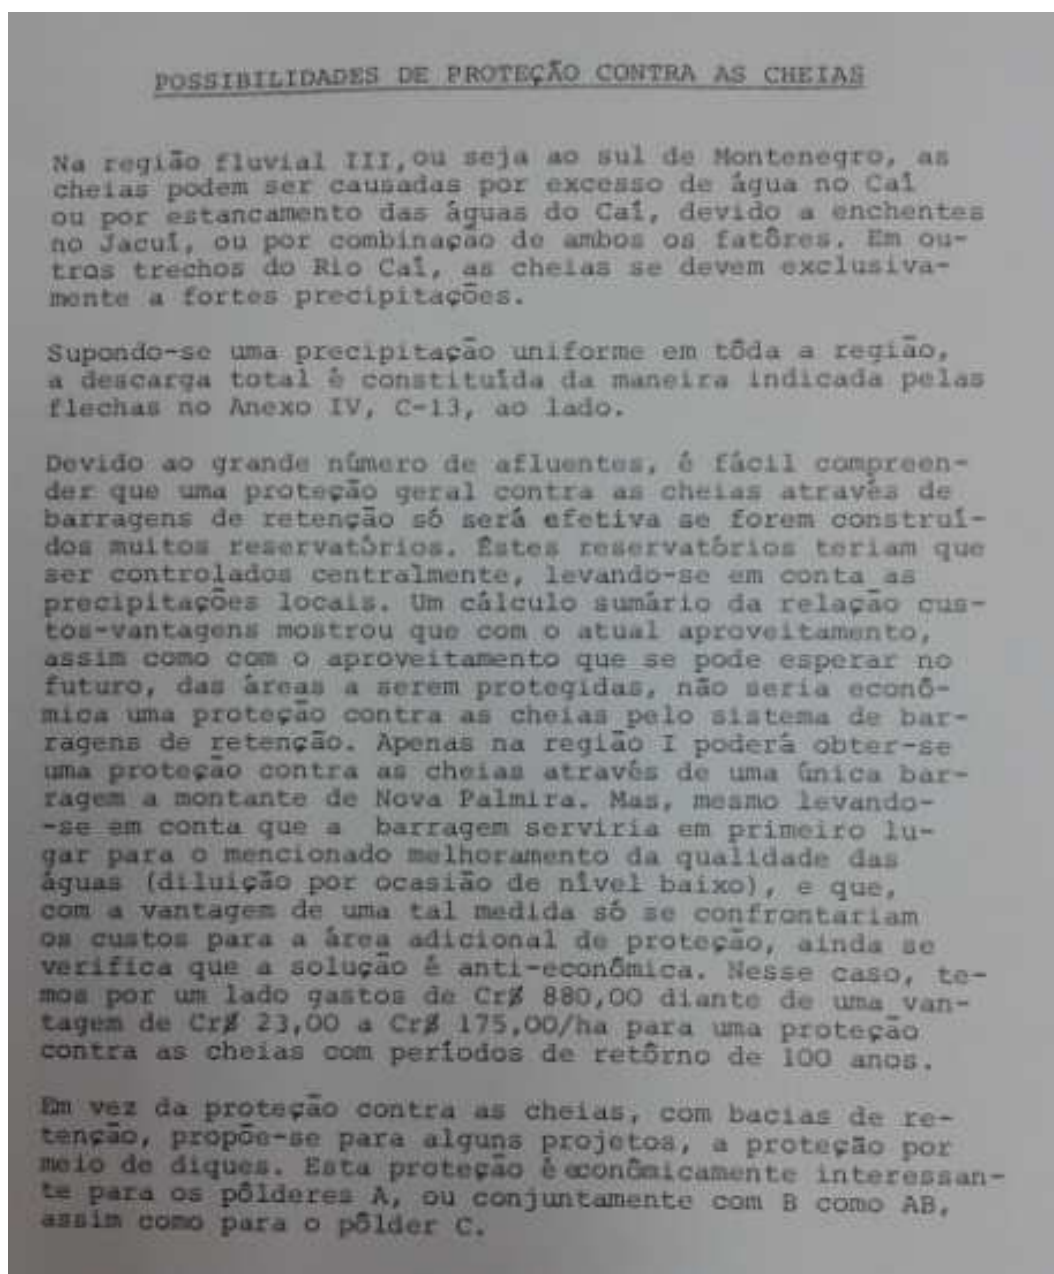 POSSIBILIDADES DE PROTEÇÃO CONTRA AS CHEIAS
Na região fluvial III, ou seja ao sul de Montenegro, as
cheias podem ser causadas por excesso de água no Caí
ou por estancamento das águas do Caí, devido a enchentes
no Jacuí, ou por combinação de ambos os fatôres. Em ou-
tros trechos do Rio Caí, as cheias se devem exclusiva-
mente a fortes precipitações.
Supondo-se uma precipitação uniforme em tôda a região,
a descarga total é constituída da maneira indicada pelas
flechas no Anexo IV, C-13, ao lado.
Devido ao grande número de afluentes, é fácil compreen-
der que uma proteção geral contra as cheias através de
barragens de retenção só será efetiva se forem construí-
dos muitos reservatórios. Êstes reservatórios teriam que
ser controlados centralmente, levando-se em conta as
precipitações locais. Um cálculo sumário da relação cus-
tos-vantagens mostrou que com o atual aproveitamento,
assim como com o aproveitamento que se pode esperar no
futuro, das áreas a serem protegidas, não seria econô-
mica uma proteção contra as cheias pelo sistema de bar-
ragens de retenção. Apenas na região I poderá obter-se
uma proteção contra as cheias através de uma única bar-
ragem a montante de Nova Palmira. Mas, mesmo levando-
-se em conta que a barragem serviria em primeiro lu-
gar para o mencionado melhoramento da qualidade das
águas (diluição por ocasião de nível baixo), e que,
com a vantagem de uma tal medida só se confrontariam
os custos para a área adicional de proteção, ainda se
verifica que a solução é anti-econômica. Nesse caso, te-
mos por um lado gastos de Cr$ 880,00 diante de uma van-
tagem de Cr$ 23,00 a Cr$ 175,00/ha para uma proteção
contra as cheias com períodos de retôrno de 100 anos.
Em vez da proteção contra as cheias, com bacias de re-
tenção, propõe-se para alguns projetos, a proteção por
meio de diques. Esta proteção é econômicamente interessan-
te para os pôlderes A, ou conjuntamente com B como AB,
assim como para o pôlder C.